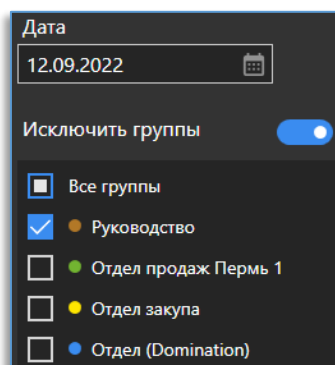 Дата
12.09.2022
Исключить группы
Все группы
Руководство
Отдел продаж Пермь 1
Отдел закупа
Отдел (Domination)